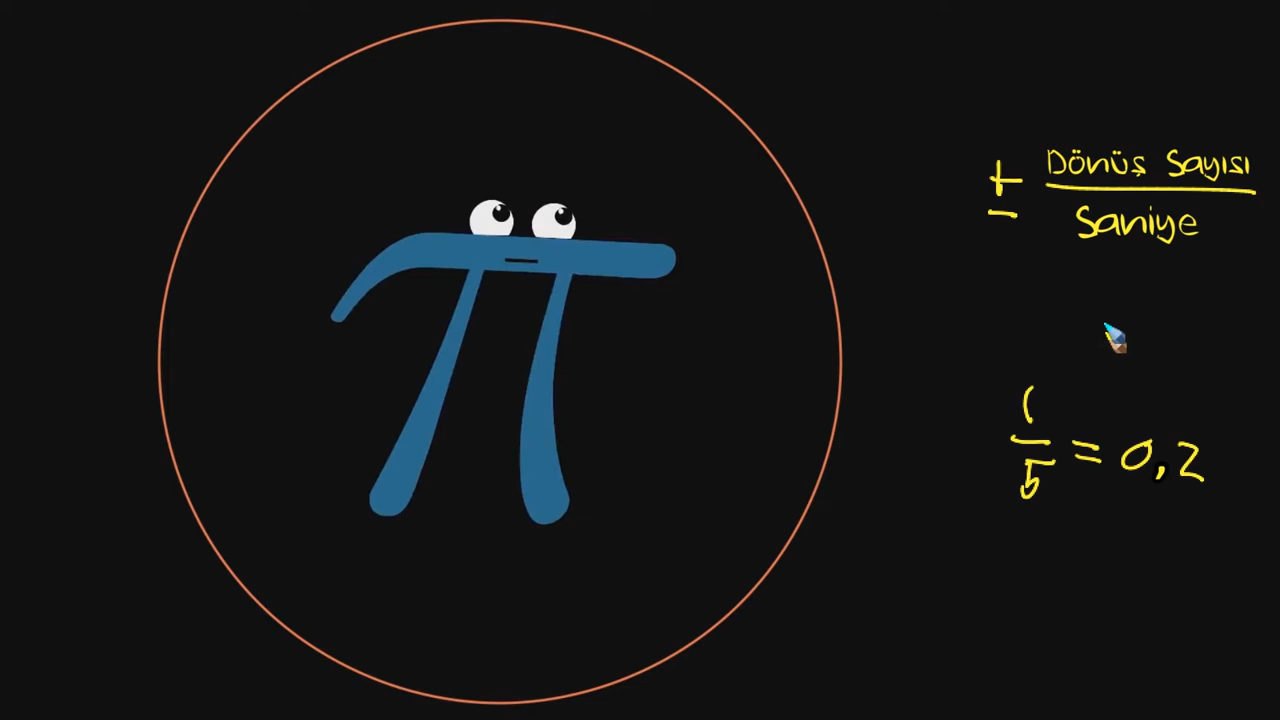 ± Dönüş Sayısı
Saniye
1
5 = 0,2